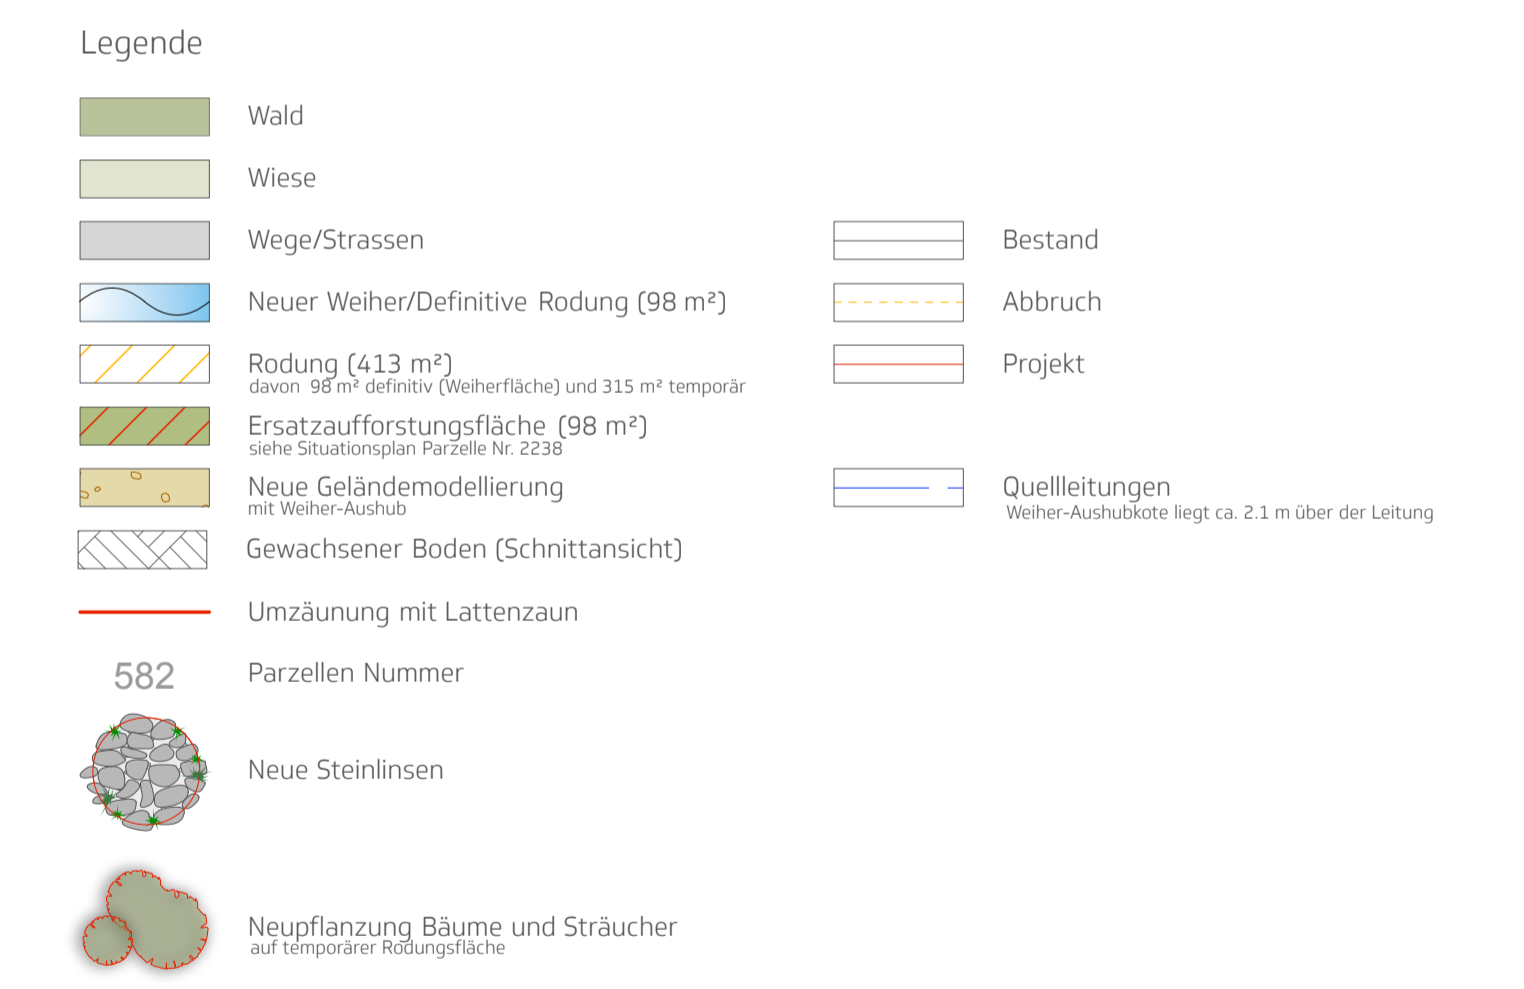 Legende
Wald
Wiese
Wege/Strassen
Neuer Weiher/Definitive Rodung (98 m²)
Rodung (413 m²)
davon 98 m² definitiv (Weiherfläche) und 315 m² temporär
Ersatzaufforstungsfläche (98 m²)
siehe Situationsplan Parzelle Nr. 2238
Neue Geländemodellierung
mit Weiher-Aushub
Gewachsener Boden (Schnittansicht)
Umzäunung mit Lattenzaun
582
Parzellen Nummer
Neue Steinlinsen
Neupflanzung Bäume und Sträucher
auf temporärer Rodungsfläche
Bestand
Abbruch
Projekt
Quellleitungen
Weiher-Aushubkote liegt ca. 2.1 m über der Leitung